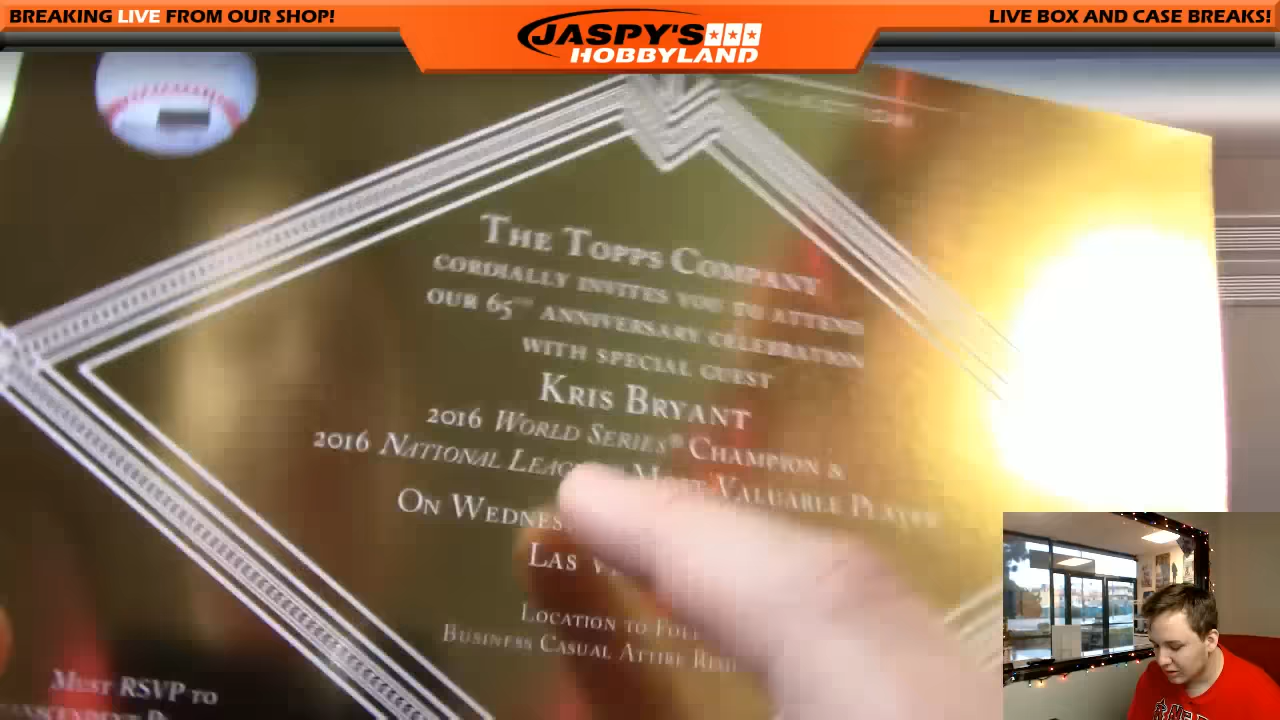 BREAKING LIVE FROM OUR SHOP!
JASPY'S
HOBBYLAND
LIVE BOX AND CASE BREAKS!
THE TOPPS COMPANY
CORDIALLY INVITES YOU TO ATTEND
OUR 65TH ANNIVERSARY CELEBRATION
WITH SPECIAL GUEST
KRIS BRYANT
2016 WORLD SERIES® CHAMPION &
2016 NATIONAL MOST VALUABLE PLAYER
ON
LAS
LOCATION TO
BUSINESS CASUAL ATTIRE
MUST RSVP TO